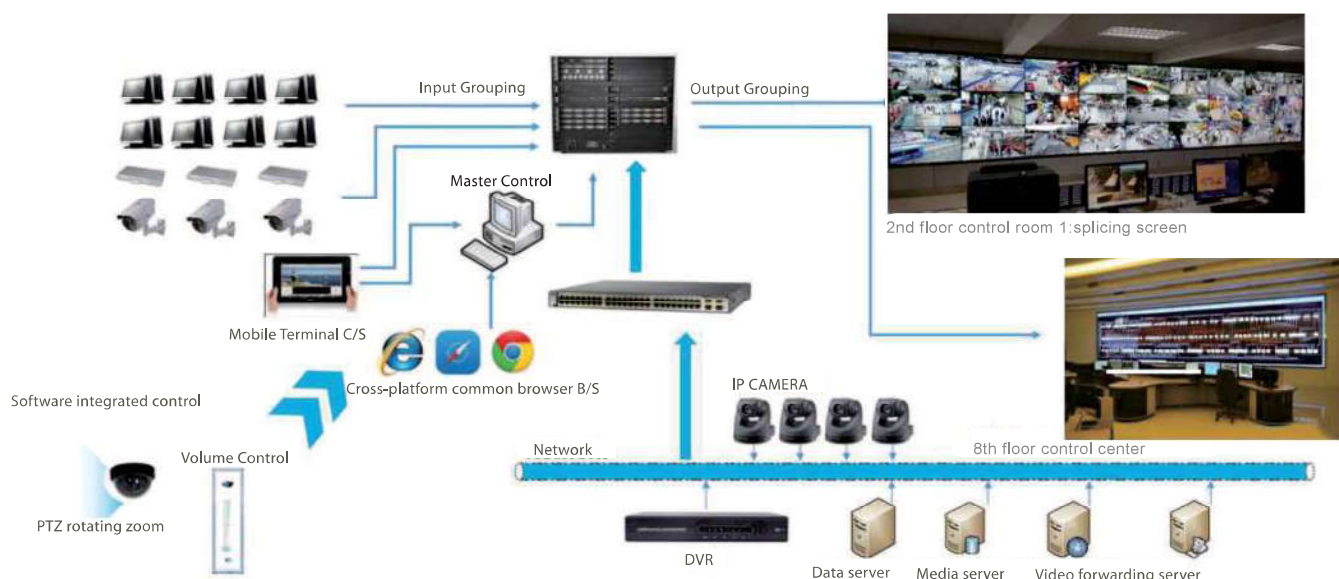 Input Grouping
Output Grouping
Master Control
2nd floor control room 1:splicing screen
Mobile Terminal C/S
Cross-platform common browser B/S
IP CAMERA
Software integrated control
Network
8th floor control center
Volume Control
PTZ rotating zoom
DVR
Data server
Media server
Video forwarding server